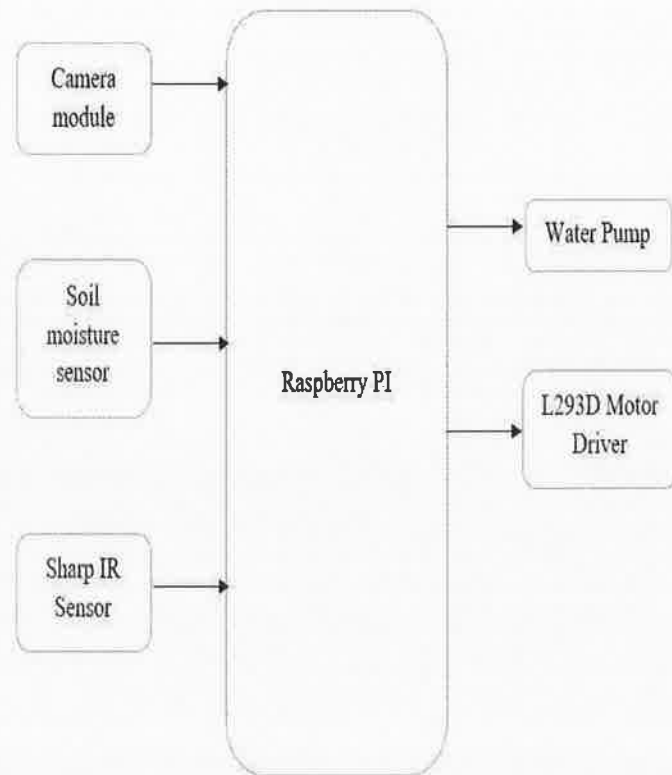 Camera
module
Soil
moisture
sensor
Sharp IR
Sensor
Raspberry PI
Water Pump
L293D Motor
Driver